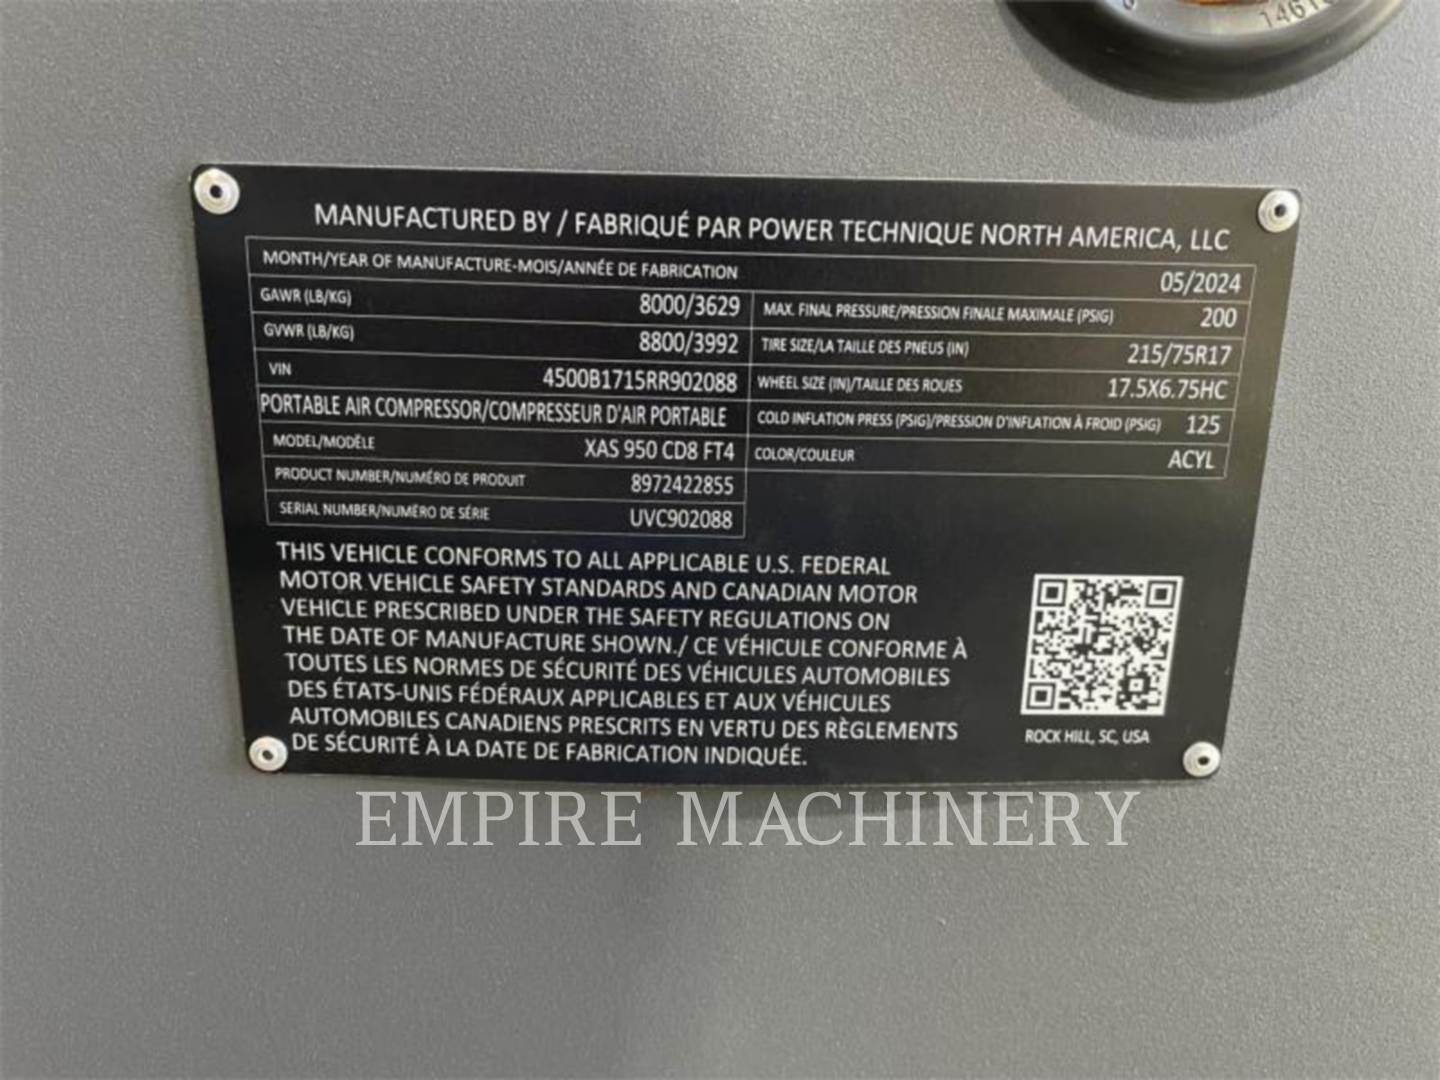 1461
MANUFACTURED BY / FABRIQUÉ PAR POWER TECHNIQUE NORTH AMERICA, LLC
MONTH/YEAR OF MANUFACTURE-MOIS/ANNÉE DE FABRICATION 05/2024
GAWR (LB/KG) 8000/3629 MAX. FINAL PRESSURE/PRESSION FINALE MAXIMALE (PSIG) 200
GVWR (LB/KG) 8800/3992 TIRE SIZE/LA TAILLE DES PNEUS (IN) 215/75R17
VIN 4500B1715RR902088 WHEEL SIZE (IN)/TAILLE DES ROUES 17.5X6.75HC
PORTABLE AIR COMPRESSOR/COMPRESSEUR D'AIR PORTABLE COLD INFLATION PRESS (PSIG)/PRESSION D'INFLATION À FROID (PSIG) 125
MODEL/MODÈLE XAS 950 CD8 FT4 COLOR/COULEUR ACYL
PRODUCT NUMBER/NUMÉRO DE PRODUIT 8972422855
SERIAL NUMBER/NUMÉRO DE SÉRIE UVC902088
THIS VEHICLE CONFORMS TO ALL APPLICABLE U.S. FEDERAL
MOTOR VEHICLE SAFETY STANDARDS AND CANADIAN MOTOR
VEHICLE PRESCRIBED UNDER THE SAFETY REGULATIONS ON
THE DATE OF MANUFACTURE SHOWN./ CE VÉHICULE CONFORME À
TOUTES LES NORMES DE SÉCURITÉ DES VÉHICULES AUTOMOBILES
DES ÉTATS-UNIS FÉDÉRAUX APPLICABLES ET AUX VÉHICULES
AUTOMOBILES CANADIENS PRESCRITS EN VERTU DES RÈGLEMENTS
DE SÉCURITÉ À LA DATE DE FABRICATION INDIQUÉE.
ROCK HILL, SC, USA
EMPIRE MACHINERY